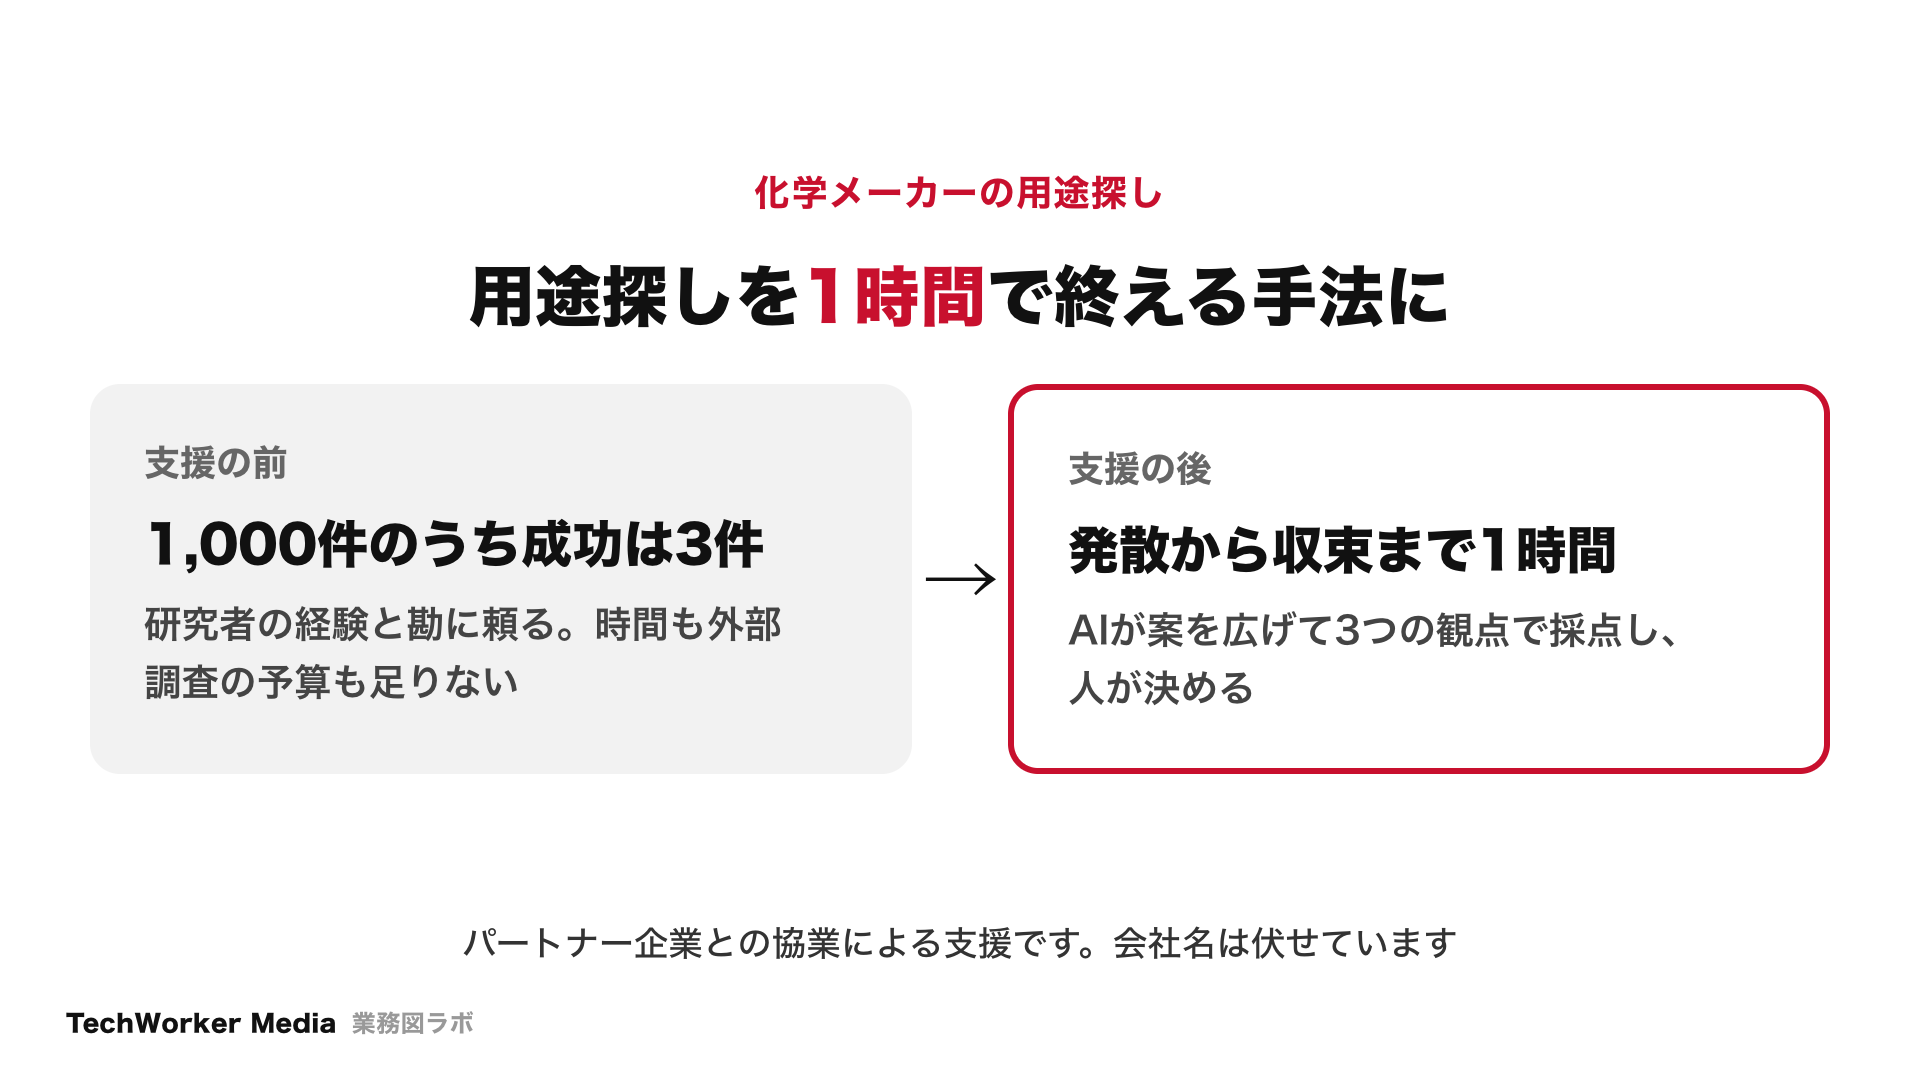 化学メーカーの用途探し
用途探しを1時間で終える手法に
支援の前
1,000件のうち成功は3件
研究者の経験と勘に頼る。時間も外部
調査の予算も足りない
→
支援の後
発散から収束まで1時間
AIが案を広げて3つの観点で採点し、
人が決める
パートナー企業との協業による支援です。会社名は伏せています
TechWorker Media 業務図ラボ